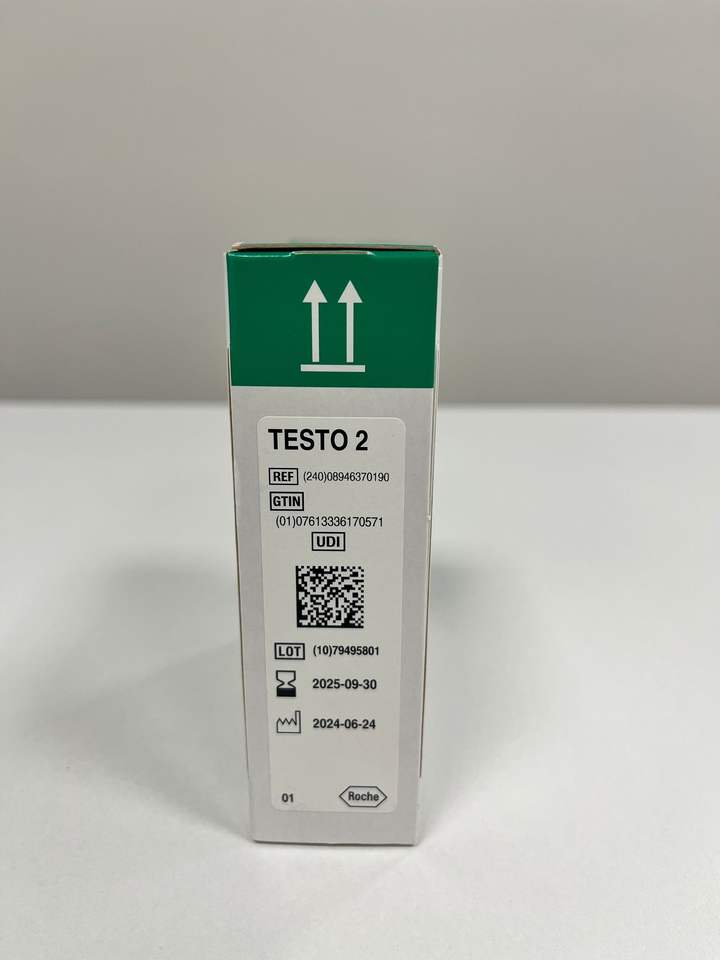 TESTO 2
REF (240)08946370190
GTIN
(01)07613336170571
UDI
LOT (10)79495801
2025-09-30
2024-06-24
01 Roche